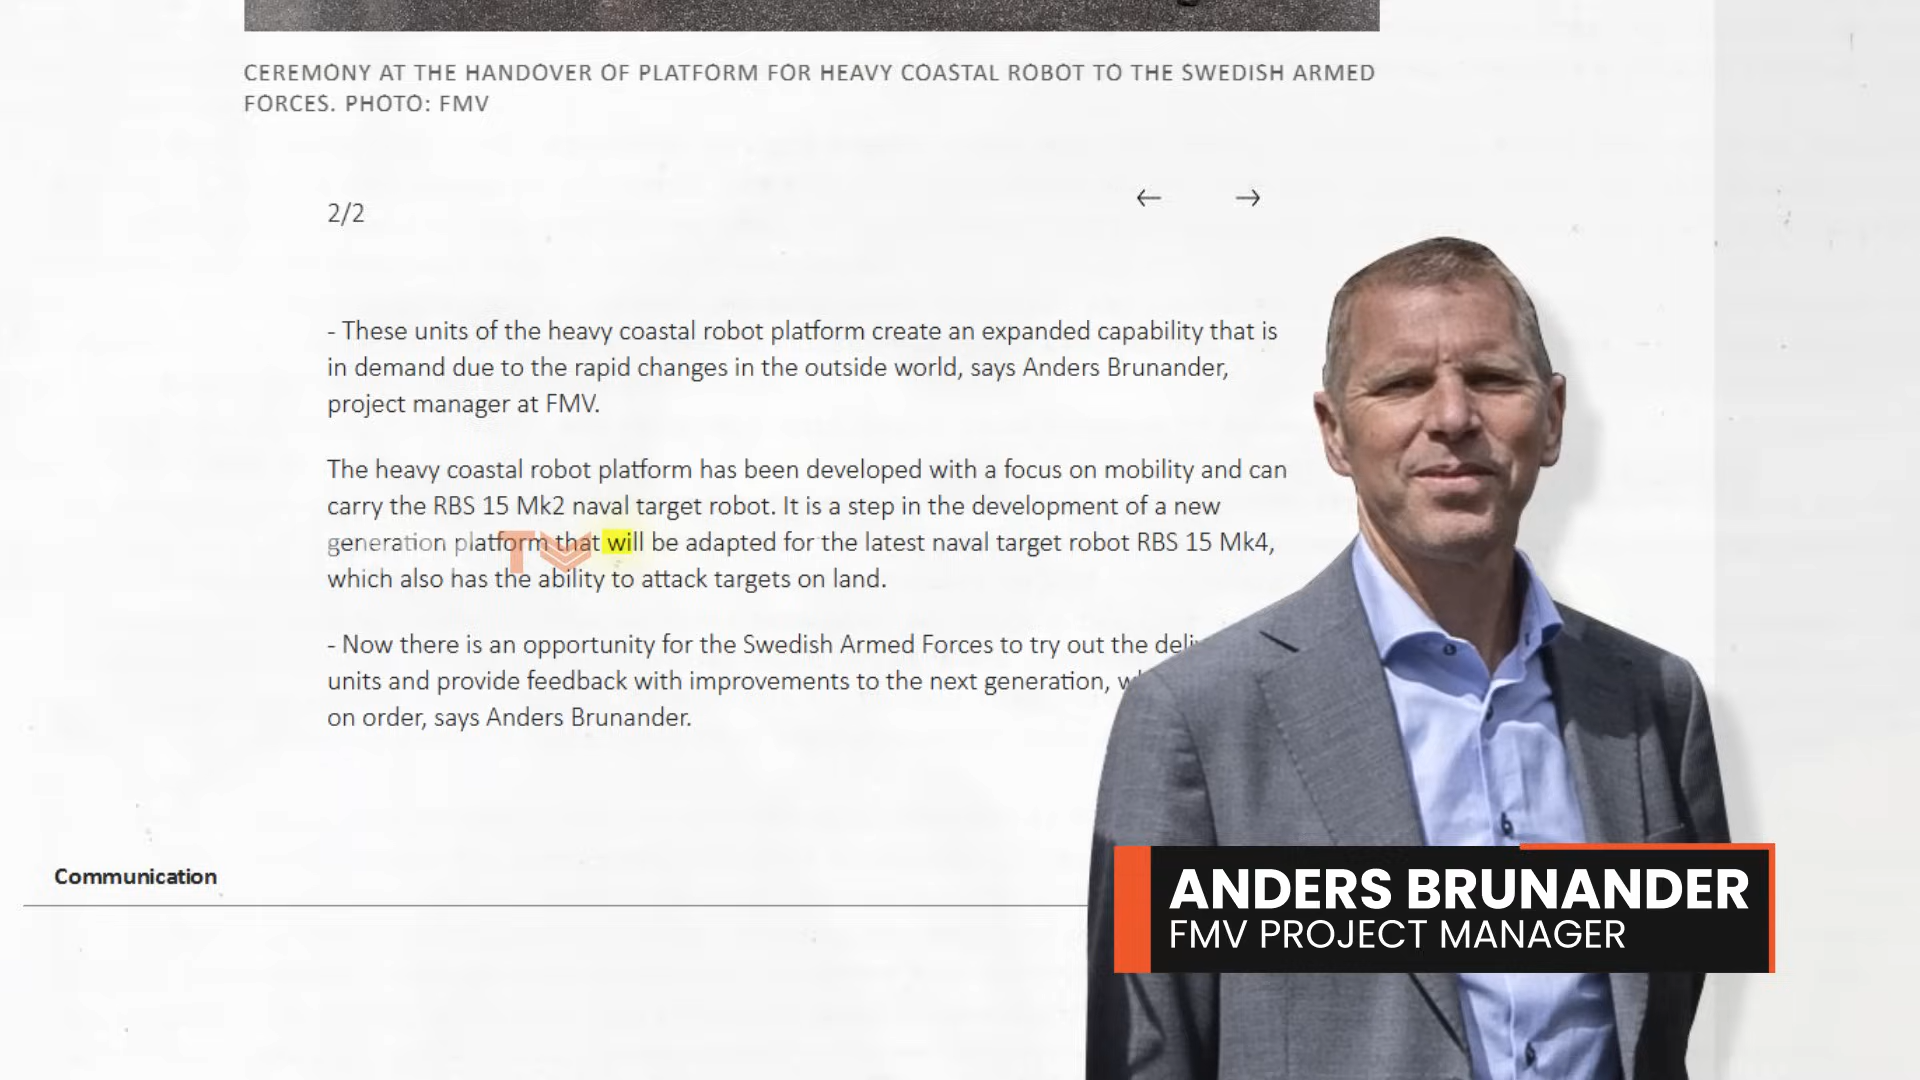 CEREMONY AT THE HANDOVER OF PLATFORM FOR HEAVY COASTAL ROBOT TO THE SWEDISH ARMED
FORCES. PHOTO: FMV
2/2
- These units of the heavy coastal robot platform create an expanded capability that is
in demand due to the rapid changes in the outside world, says Anders Brunander,
project manager at FMV.
The heavy coastal robot platform has been developed with a focus on mobility and can
carry the RBS 15 Mk2 naval target robot. It is a step in the development of a new
generation platform that will be adapted for the latest naval target robot RBS 15 Mk4,
which also has the ability to attack targets on land.
- Now there is an opportunity for the Swedish Armed Forces to try out the
units and provide feedback with improvements to the next generation,
on order, says Anders Brunander.
Communication
ANDERS BRUNANDER
FMV PROJECT MANAGER